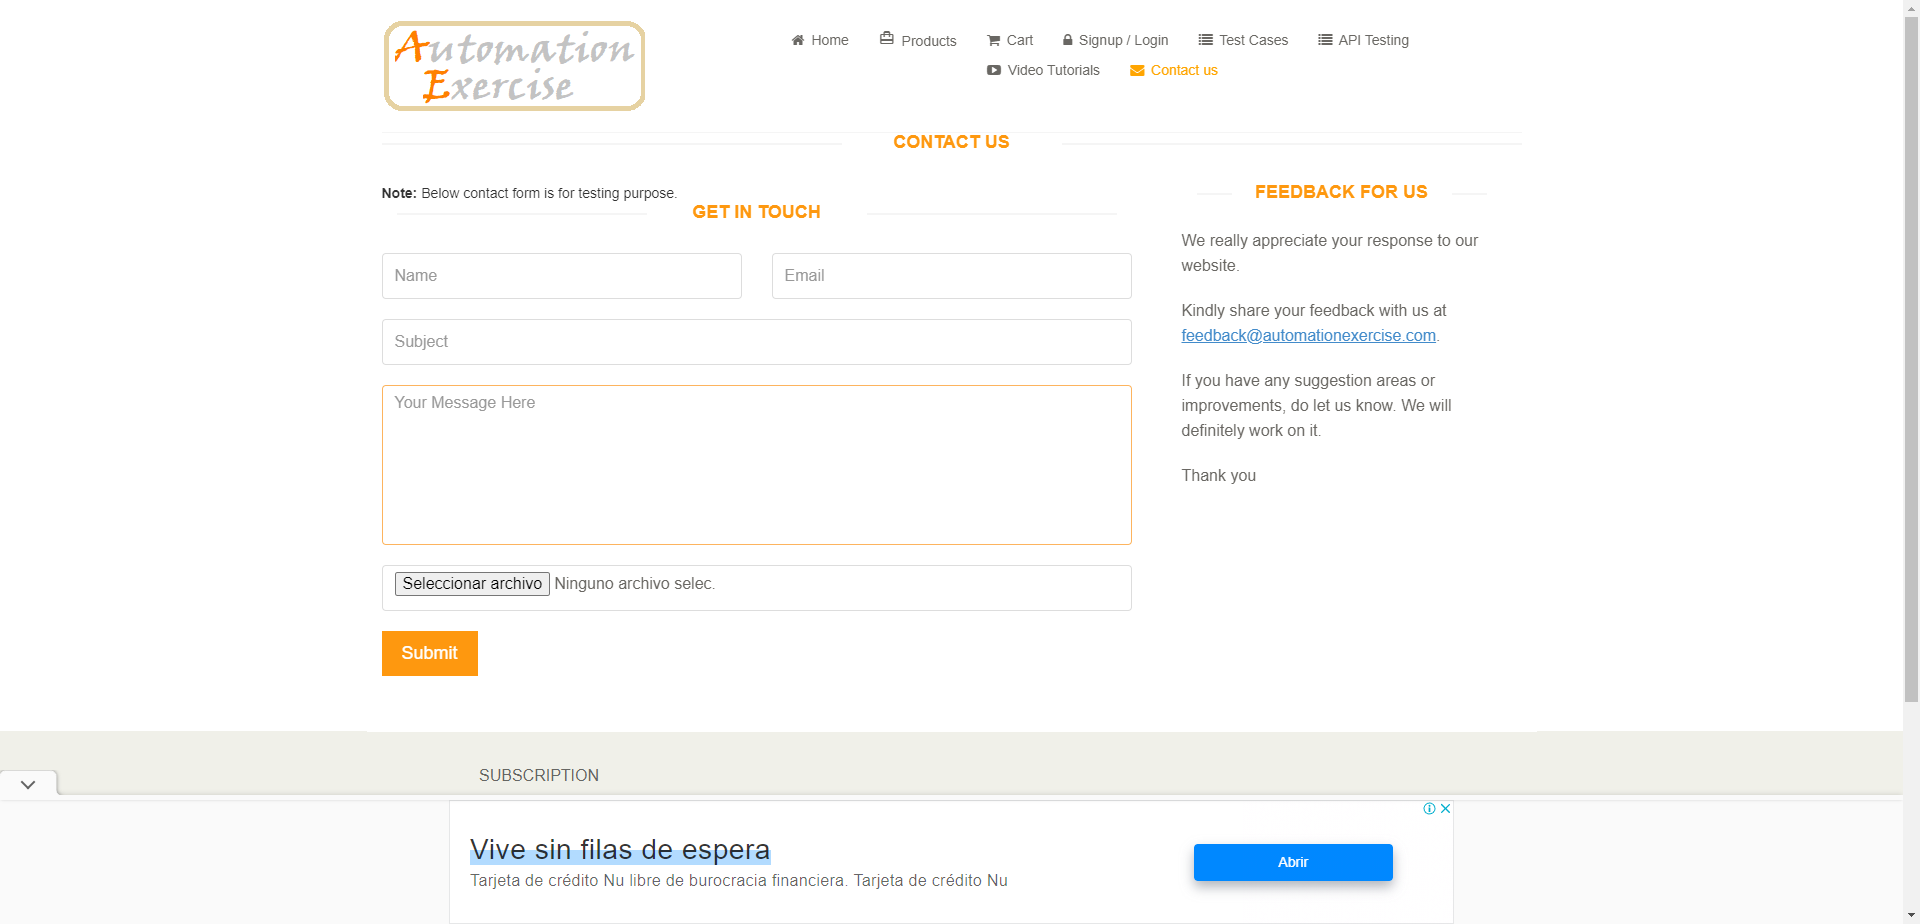 Automation
Exercise
Home
Products
Cart
Signup / Login
Test Cases
API Testing
Video Tutorials
Contact us
CONTACT US
Note: Below contact form is for testing purpose.
GET IN TOUCH
Name
Email
Subject
Your Message Here
Seleccionar archivo Ninguno archivo selec.
Submit
FEEDBACK FOR US
We really appreciate your response to our
website.
Kindly share your feedback with us at
feedback@automationexercise.com.
If you have any suggestion areas or
improvements, do let us know. We will
definitely work on it.
Thank you
SUBSCRIPTION
Vive sin filas de espera
Tarjeta de crédito Nu libre de burocracia financiera. Tarjeta de crédito Nu
Abrir